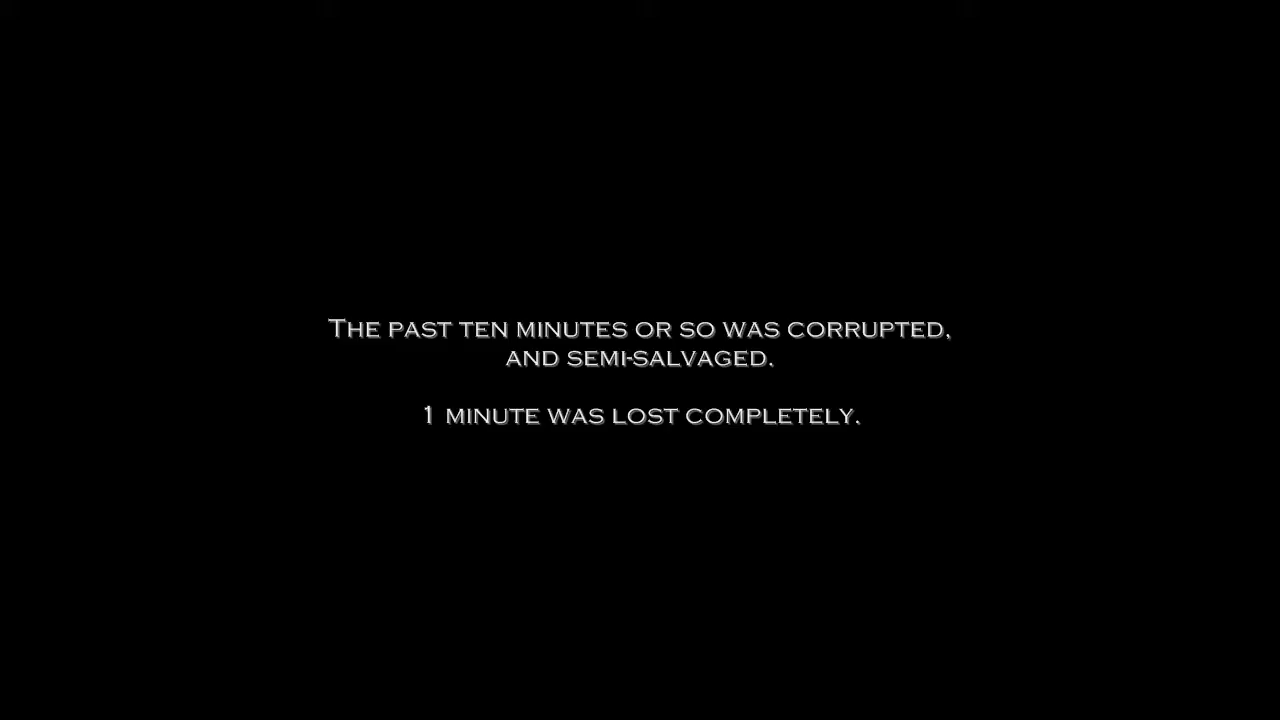 The past ten minutes or so was corrupted,
and semi-salvaged.
1 minute was lost completely.